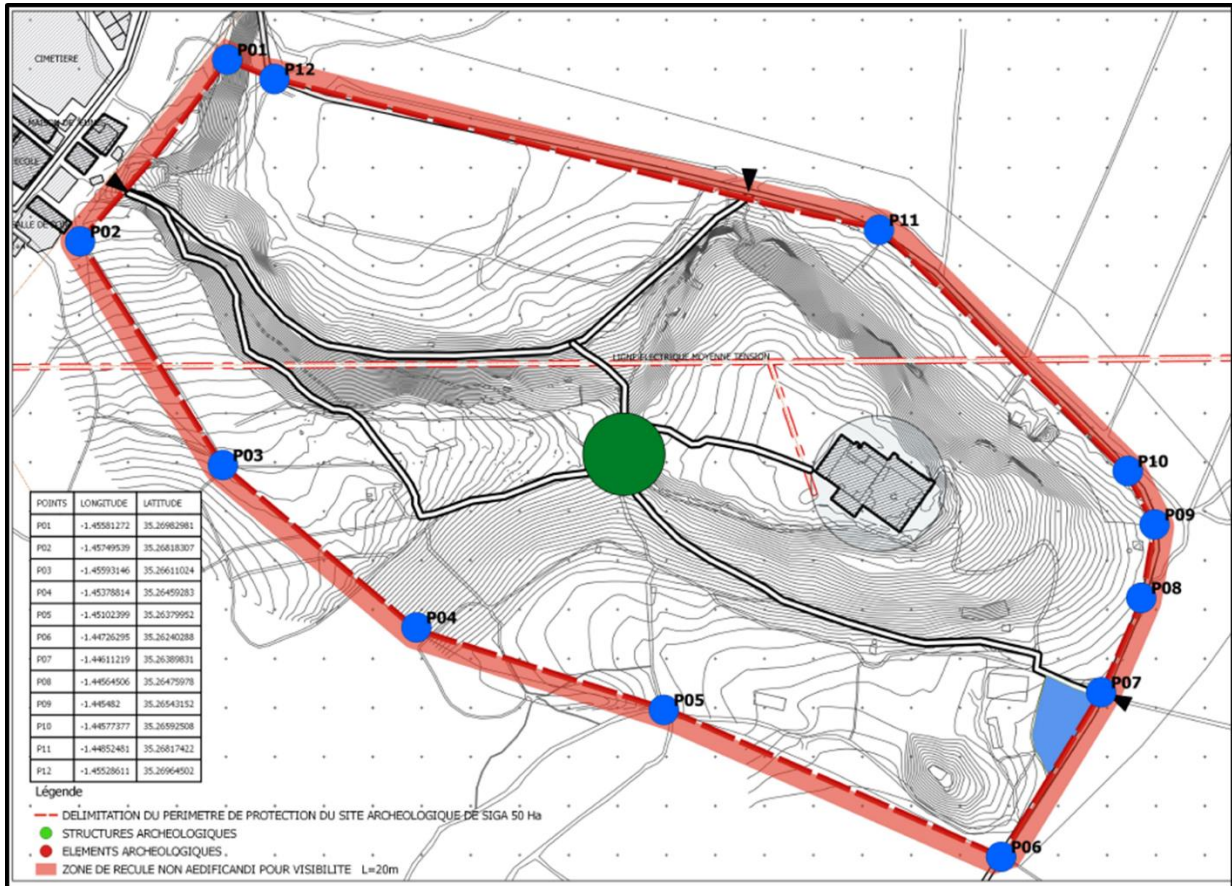 CIMETIERE
P01
P12
ECOLE
P02
P11
LIGNE ELECTRIQUE MOYENNE TENSION
P03
P10
P09
P08
P04
P07
P05
P06
POINTS LONGITUDE LATITUDE
P01 -1.45581272 35.26982981
P02 -1.45749539 35.26818307
P03 -1.45593146 35.26611024
P04 -1.45378814 35.26459283
P05 -1.45102399 35.26379952
P06 -1.44726295 35.26240288
P07 -1.44611219 35.26389831
P08 -1.44564506 35.26475978
P09 -1.445482 35.26543152
P10 -1.44577377 35.26592508
P11 -1.44852481 35.26817422
P12 -1.45528611 35.26964502
Légende
DELIMITATION DU PERIMETRE DE PROTECTION DU SITE ARCHEOLOGIQUE DE SIGA 50 Ha
STRUCTURES ARCHEOLOGIQUES
ELEMENTS ARCHEOLOGIQUES
ZONE DE RECULE NON AEDIFICANDI POUR VISIBILITE L=20m